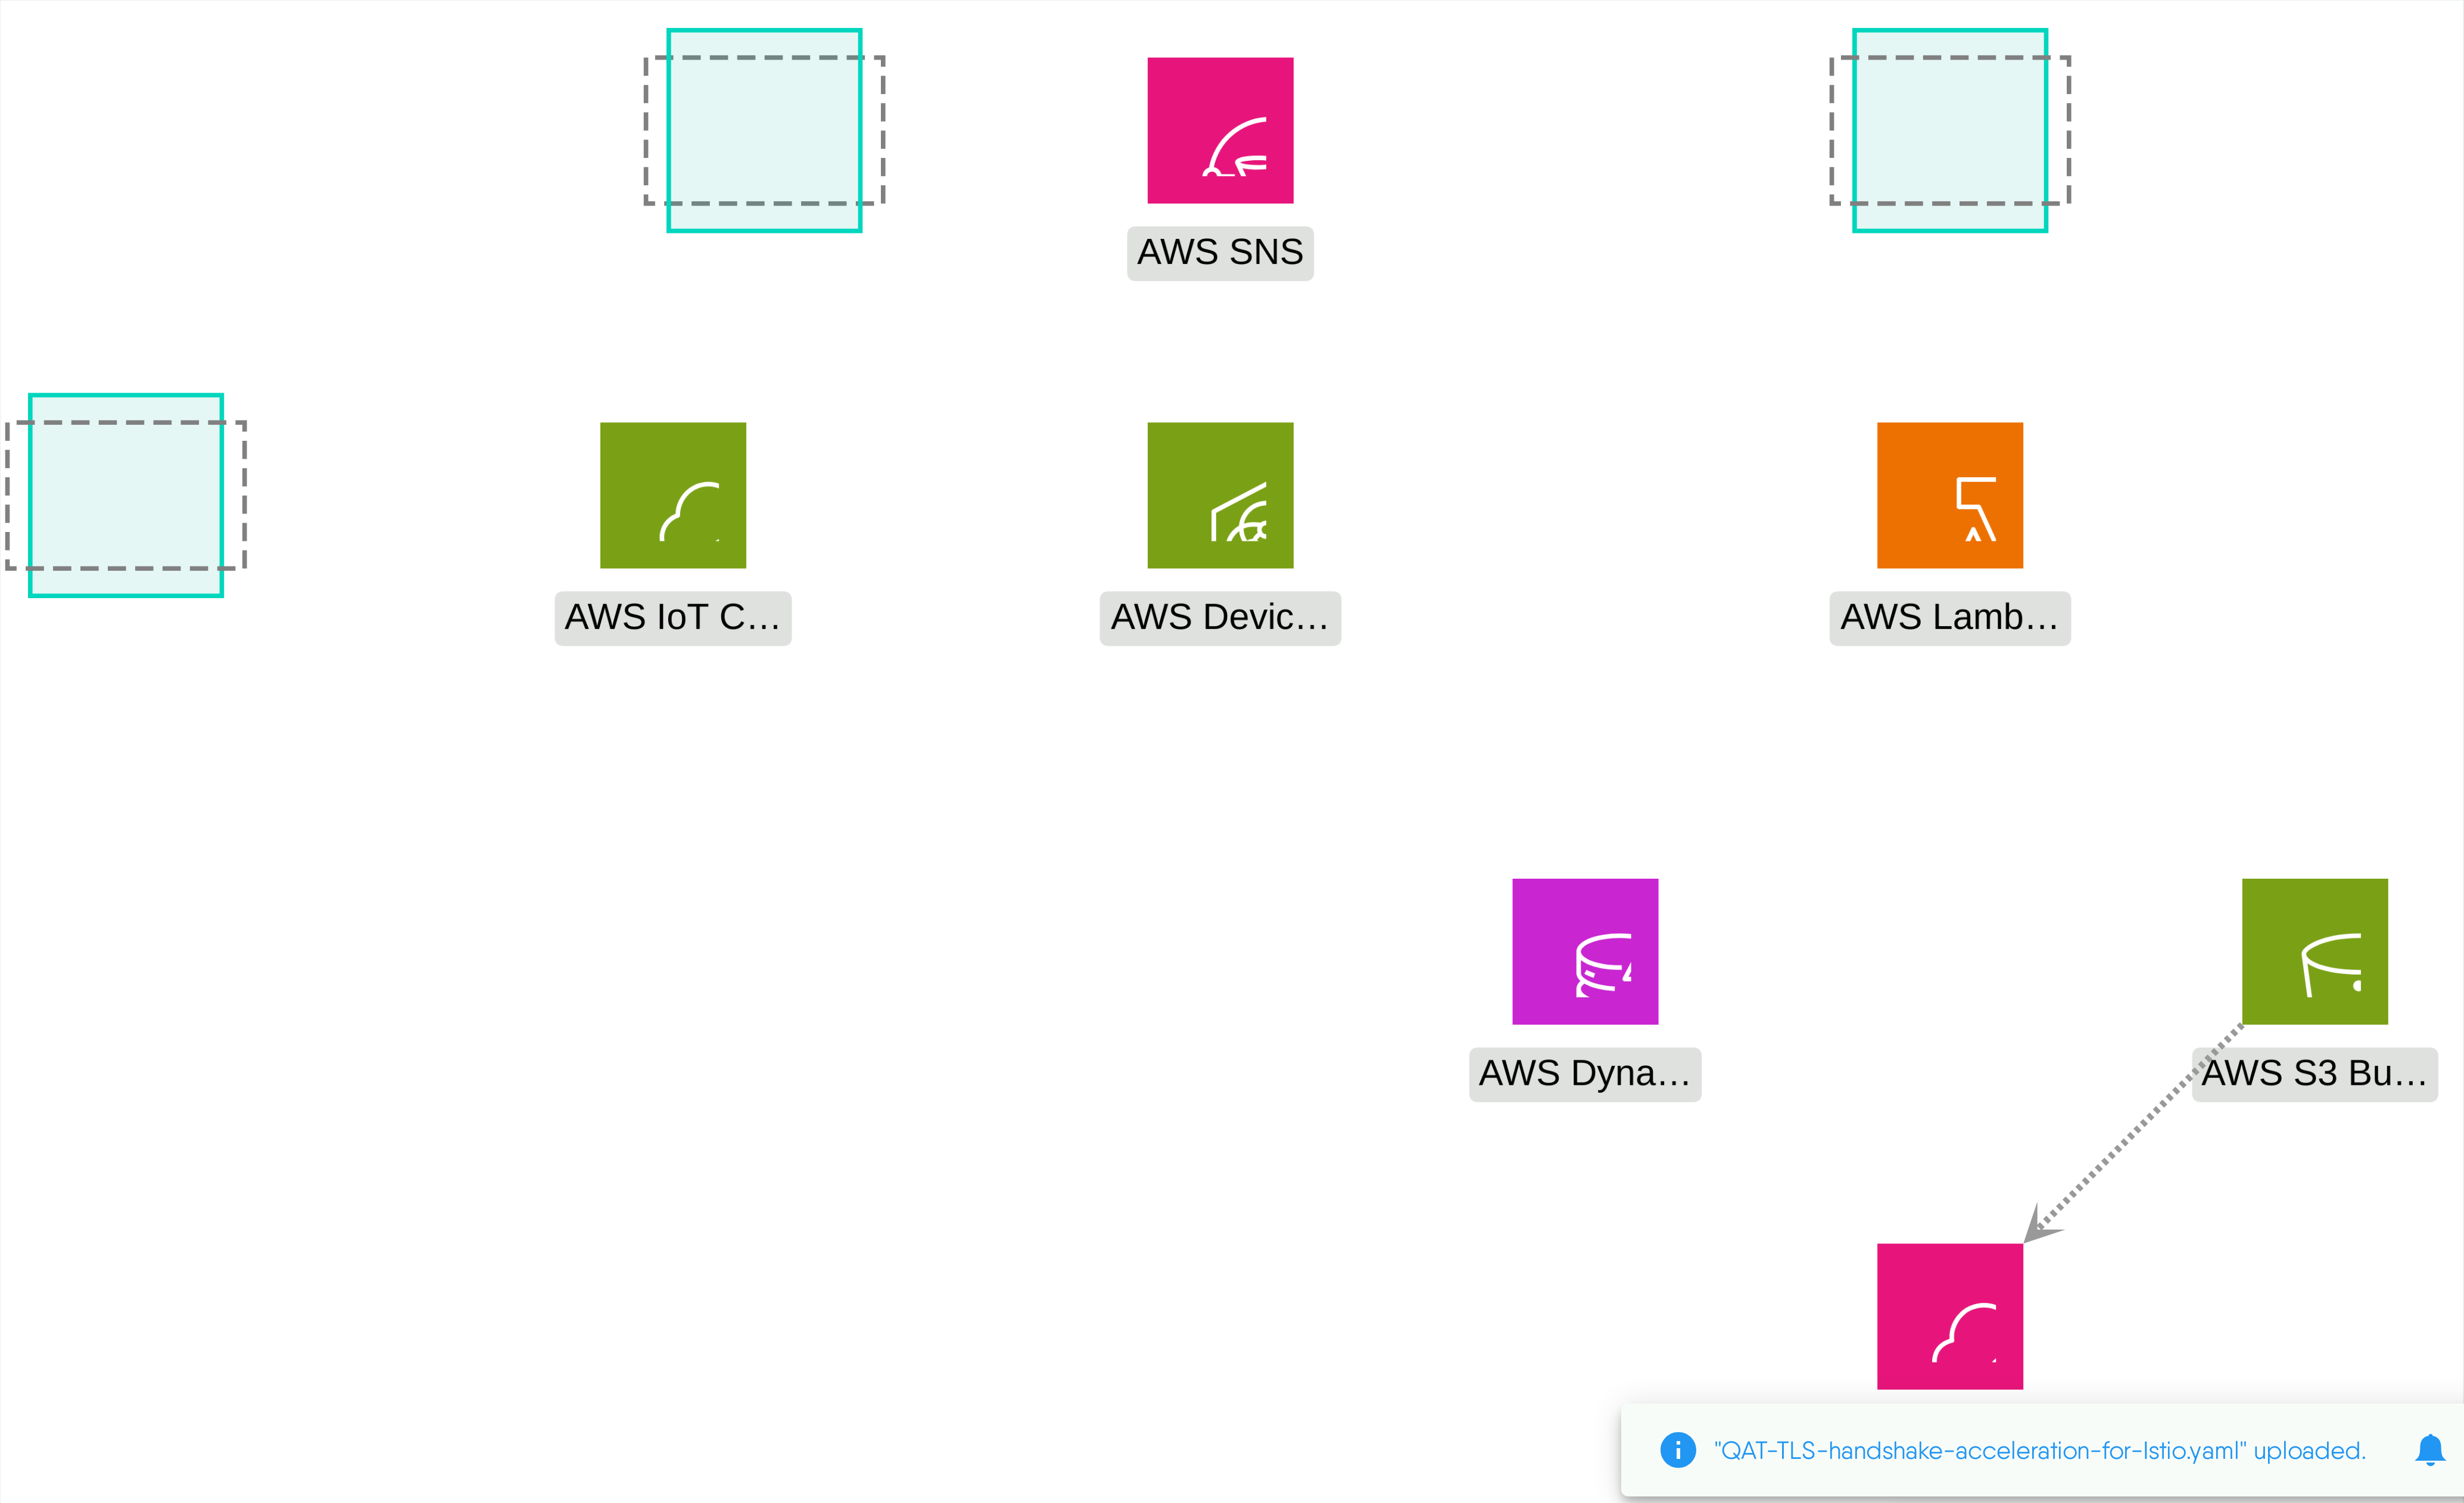 AWS SNS
AWS IoT C...
AWS Devic...
AWS Lamb...
AWS Dyna...
AWS S3 Bu...
"QAT-TLS-handshake-acceleration-for-Istio.yaml" uploaded.